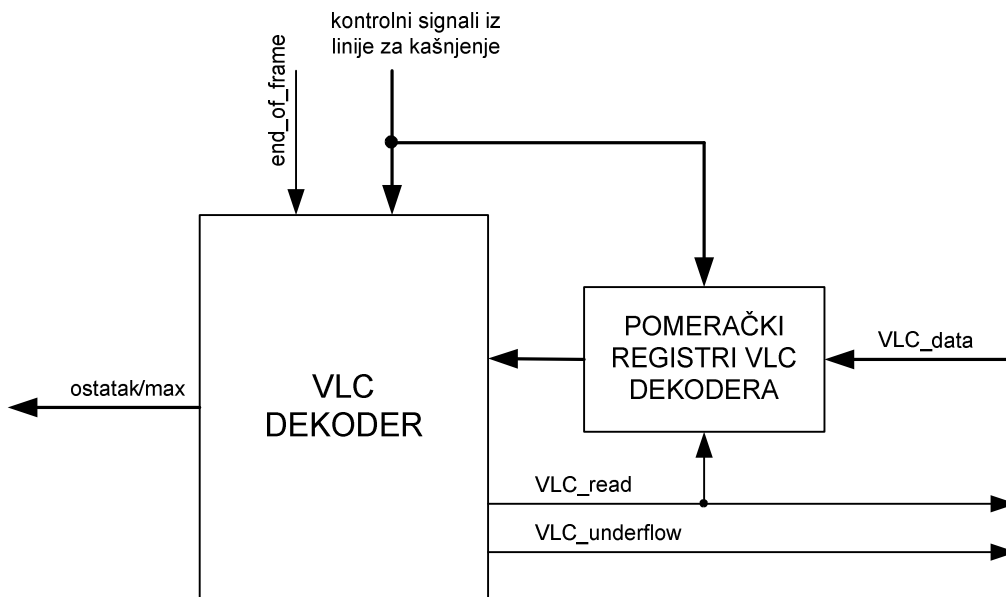 kontrolni signali iz
linije za kašnjenje
end_of_frame
POMERAČKI
REGISTRI VLC
DEKODERA
VLC_data
VLC
DEKODER
ostatak/max
VLC_read
VLC_underflow